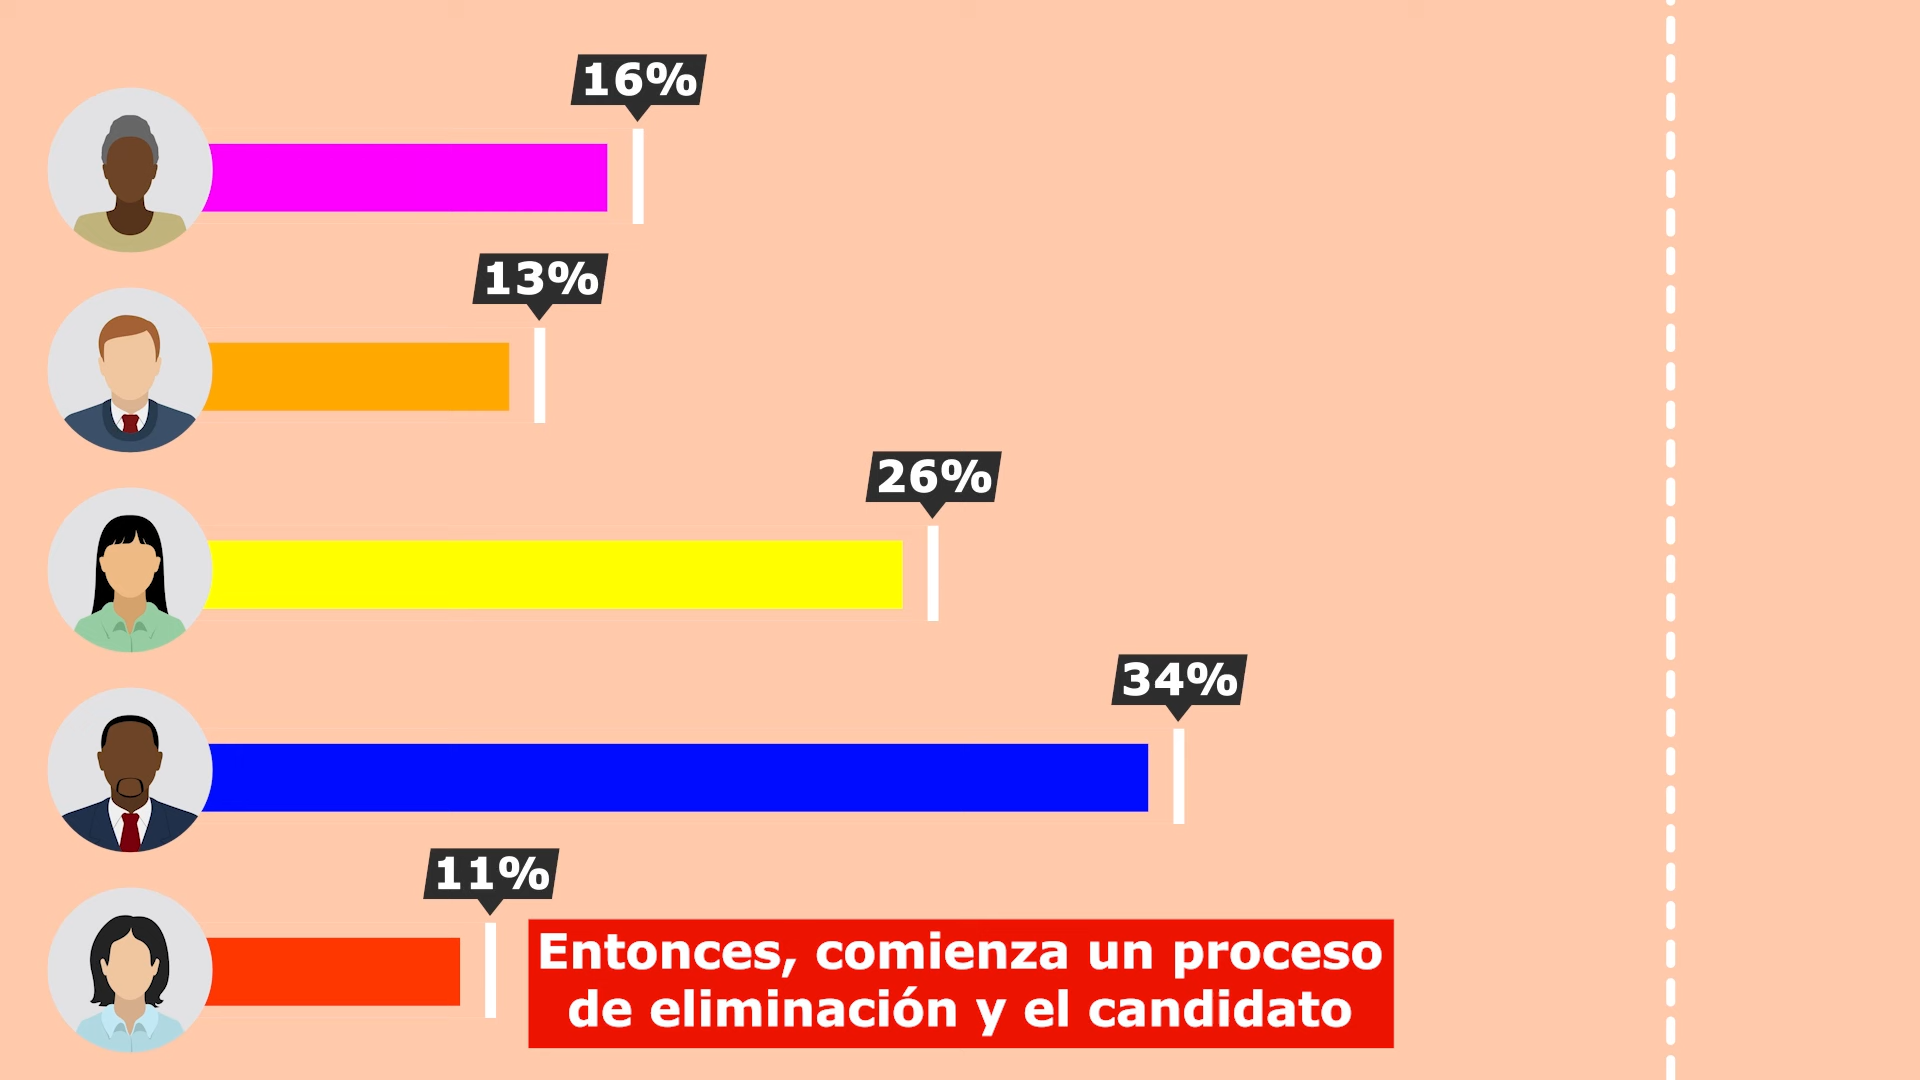 16%
13%
26%
34%
11%
Entonces, comienza un proceso
de eliminación y el candidato